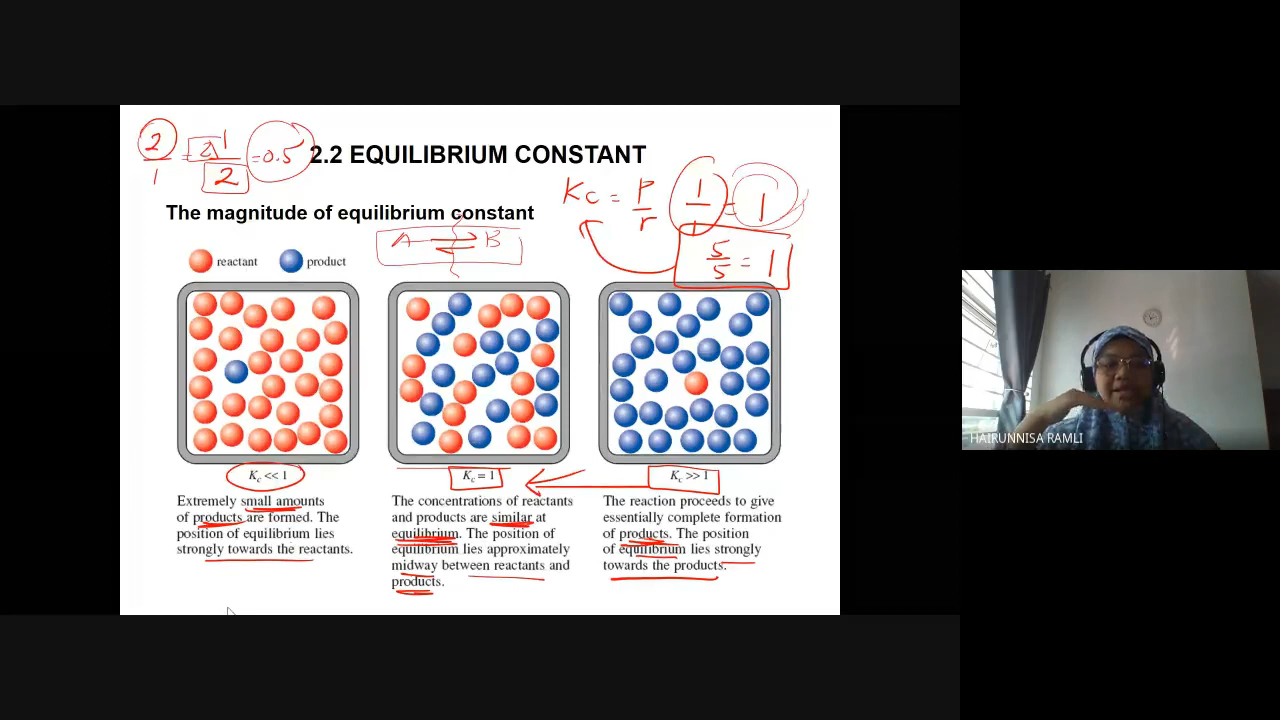 2/1 = 2 1/2 = 0.5
2.2 EQUILIBRIUM CONSTANT
Kc = p/r 1/1 = 1
The magnitude of equilibrium constant
A ⇌ B
5/5 = 1
reactant product
Kc << 1
Kc = 1
Kc >> 1
Extremely small amounts
of products are formed. The
position of equilibrium lies
strongly towards the reactants.
The concentrations of reactants
and products are similar at
equilibrium. The position of
equilibrium lies approximately
midway between reactants and
products.
The reaction proceeds to give
essentially complete formation
of products. The position
of equilibrium lies strongly
towards the products.
HAIRUNNISA RAMLI